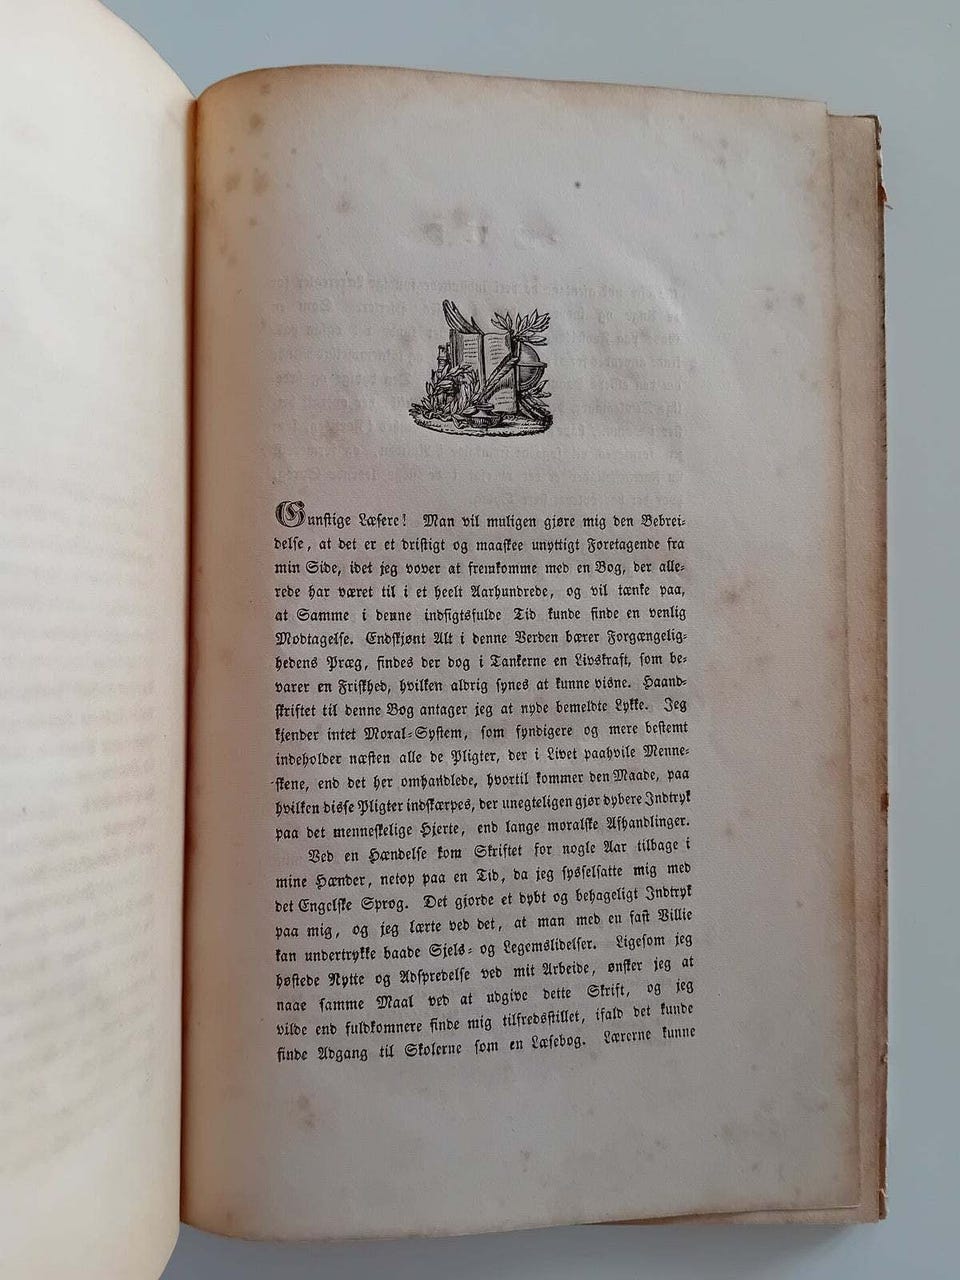 Gunstige Læsere! Man vil muligen gjøre mig den Bebrei-
delse, at det er et dristigt og maaskee unyttigt Foretagende fra
min Side, idet jeg vover at fremkomme med en Bog, der alle-
rede har været til i et heelt Aarhundrede, og vil tænke paa,
at Samme i denne indsigtsfulde Tid kunde finde en venlig
Modtagelse. Endskjønt Alt i denne Verden bærer Forgængelig-
hedens Præg, findes der dog i Tankerne en Livskraft, som be-
varer en Friskhed, hvilken aldrig synes at kunne visne. Haand-
skriftet til denne Bog antager jeg at nyde bemeldte Lykke. Jeg
kjender intet Moral-System, som fyndigere og mere bestemt
indeholder næsten alle de Pligter, der i Livet paahvile Menne-
skene, end det her omhandlede, hvortil kommer den Maade, paa
hvilken disse Pligter indskærpes, der unegteligen gjør dybere Indtryk
paa det menneskelige Hjerte, end lange moralske Afhandlinger.
Ved en Hændelse kom Skriftet for nogle Aar tilbage i
mine Hænder, netop paa en Tid, da jeg sysselsatte mig med
det Engelske Sprog. Det gjorde et dybt og behageligt Indtryk
paa mig, og jeg lærte ved det, at man med en fast Villie
kan undertrykke baade Sjels- og Legemslidelser. Ligesom jeg
høstede Nytte og Adspredelse ved mit Arbeide, ønsker jeg at
naae samme Maal ved at udgive dette Skrift, og jeg
vilde end fuldkomnere finde mig tilfredsstillet, ifald det kunde
finde Adgang til Skolerne som en Læsebog. Lærerne kunne